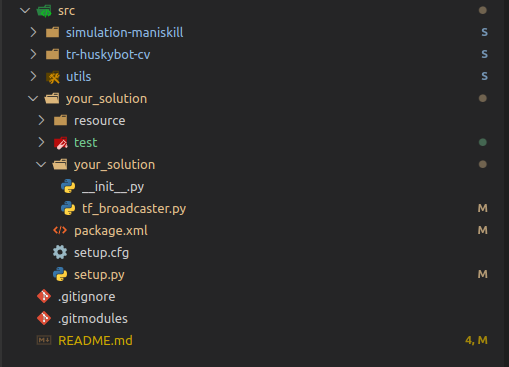 src
simulation-maniskill S
tr-huskybot-cv S
utils S
your_solution
resource
test
your_solution
__init__.py
tf_broadcaster.py M
package.xml M
setup.cfg
setup.py M
.gitignore
.gitmodules
README.md 4, M